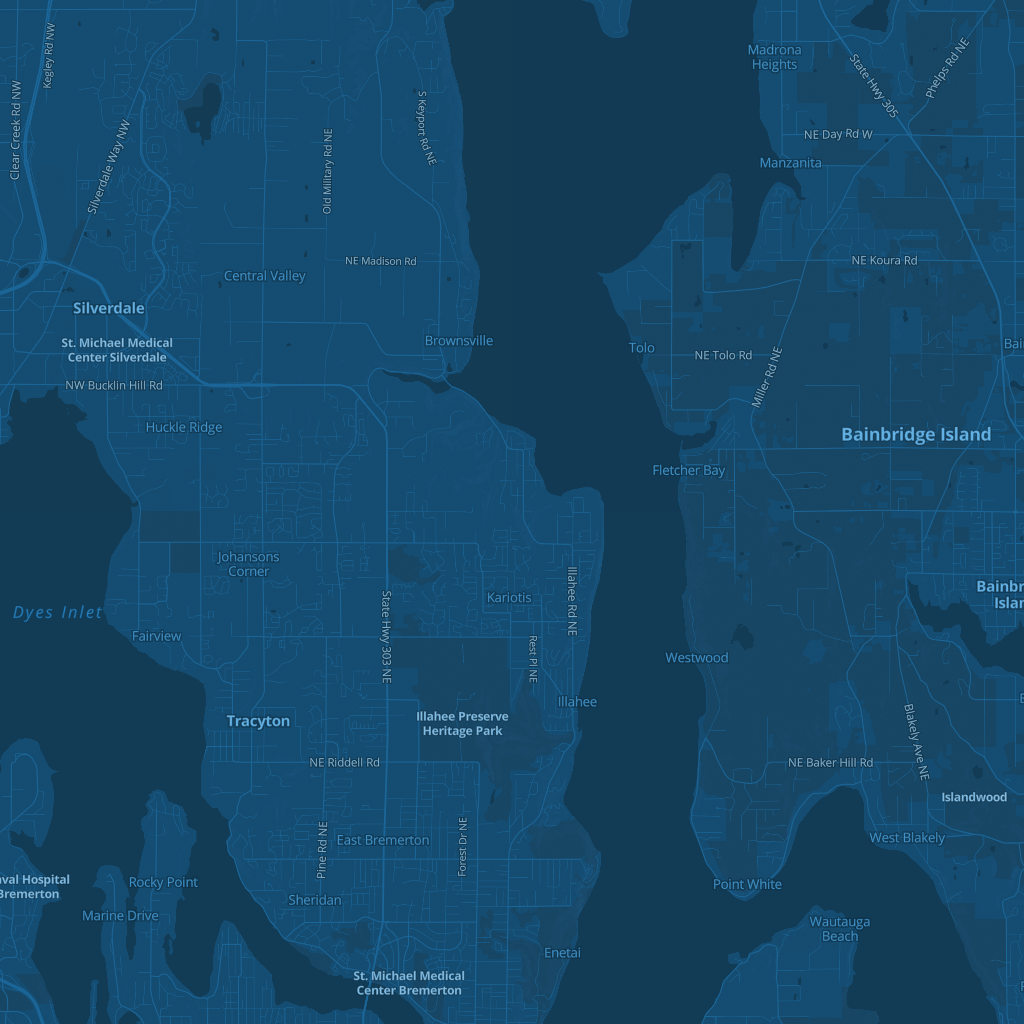 Kegley Rd NW
Clear Creek Rd NW
Silverdale Way NW
Old Military Rd NE
S Keyport Rd NE
Madrona
Heights
State Hwy 305
Phelps Rd NE
NE Day Rd W
Manzanita
NE Madison Rd
NE Koura Rd
Central Valley
Silverdale
St. Michael Medical
Center Silverdale
Brownsville
Tolo
NE Tolo Rd
Miller Rd NE
Bai
NW Bucklin Hill Rd
Huckle Ridge
Bainbridge Island
Fletcher Bay
Johansons
Corner
Kariotis
Illahee Rd NE
Bainbr
Islan
Dyes Inlet
Fairview
State Hwy 303 NE
Rest Pl NE
Westwood
Illahee
Tracyton
Illahee Preserve
Heritage Park
Blakely Ave NE
NE Riddell Rd
NE Baker Hill Rd
Islandwood
Pine Rd NE
East Bremerton
Forest Dr NE
West Blakely
aval Hospital
Bremerton
Rocky Point
Point White
Marine Drive
Sheridan
Wautauga
Beach
Enetai
St. Michael Medical
Center Bremerton